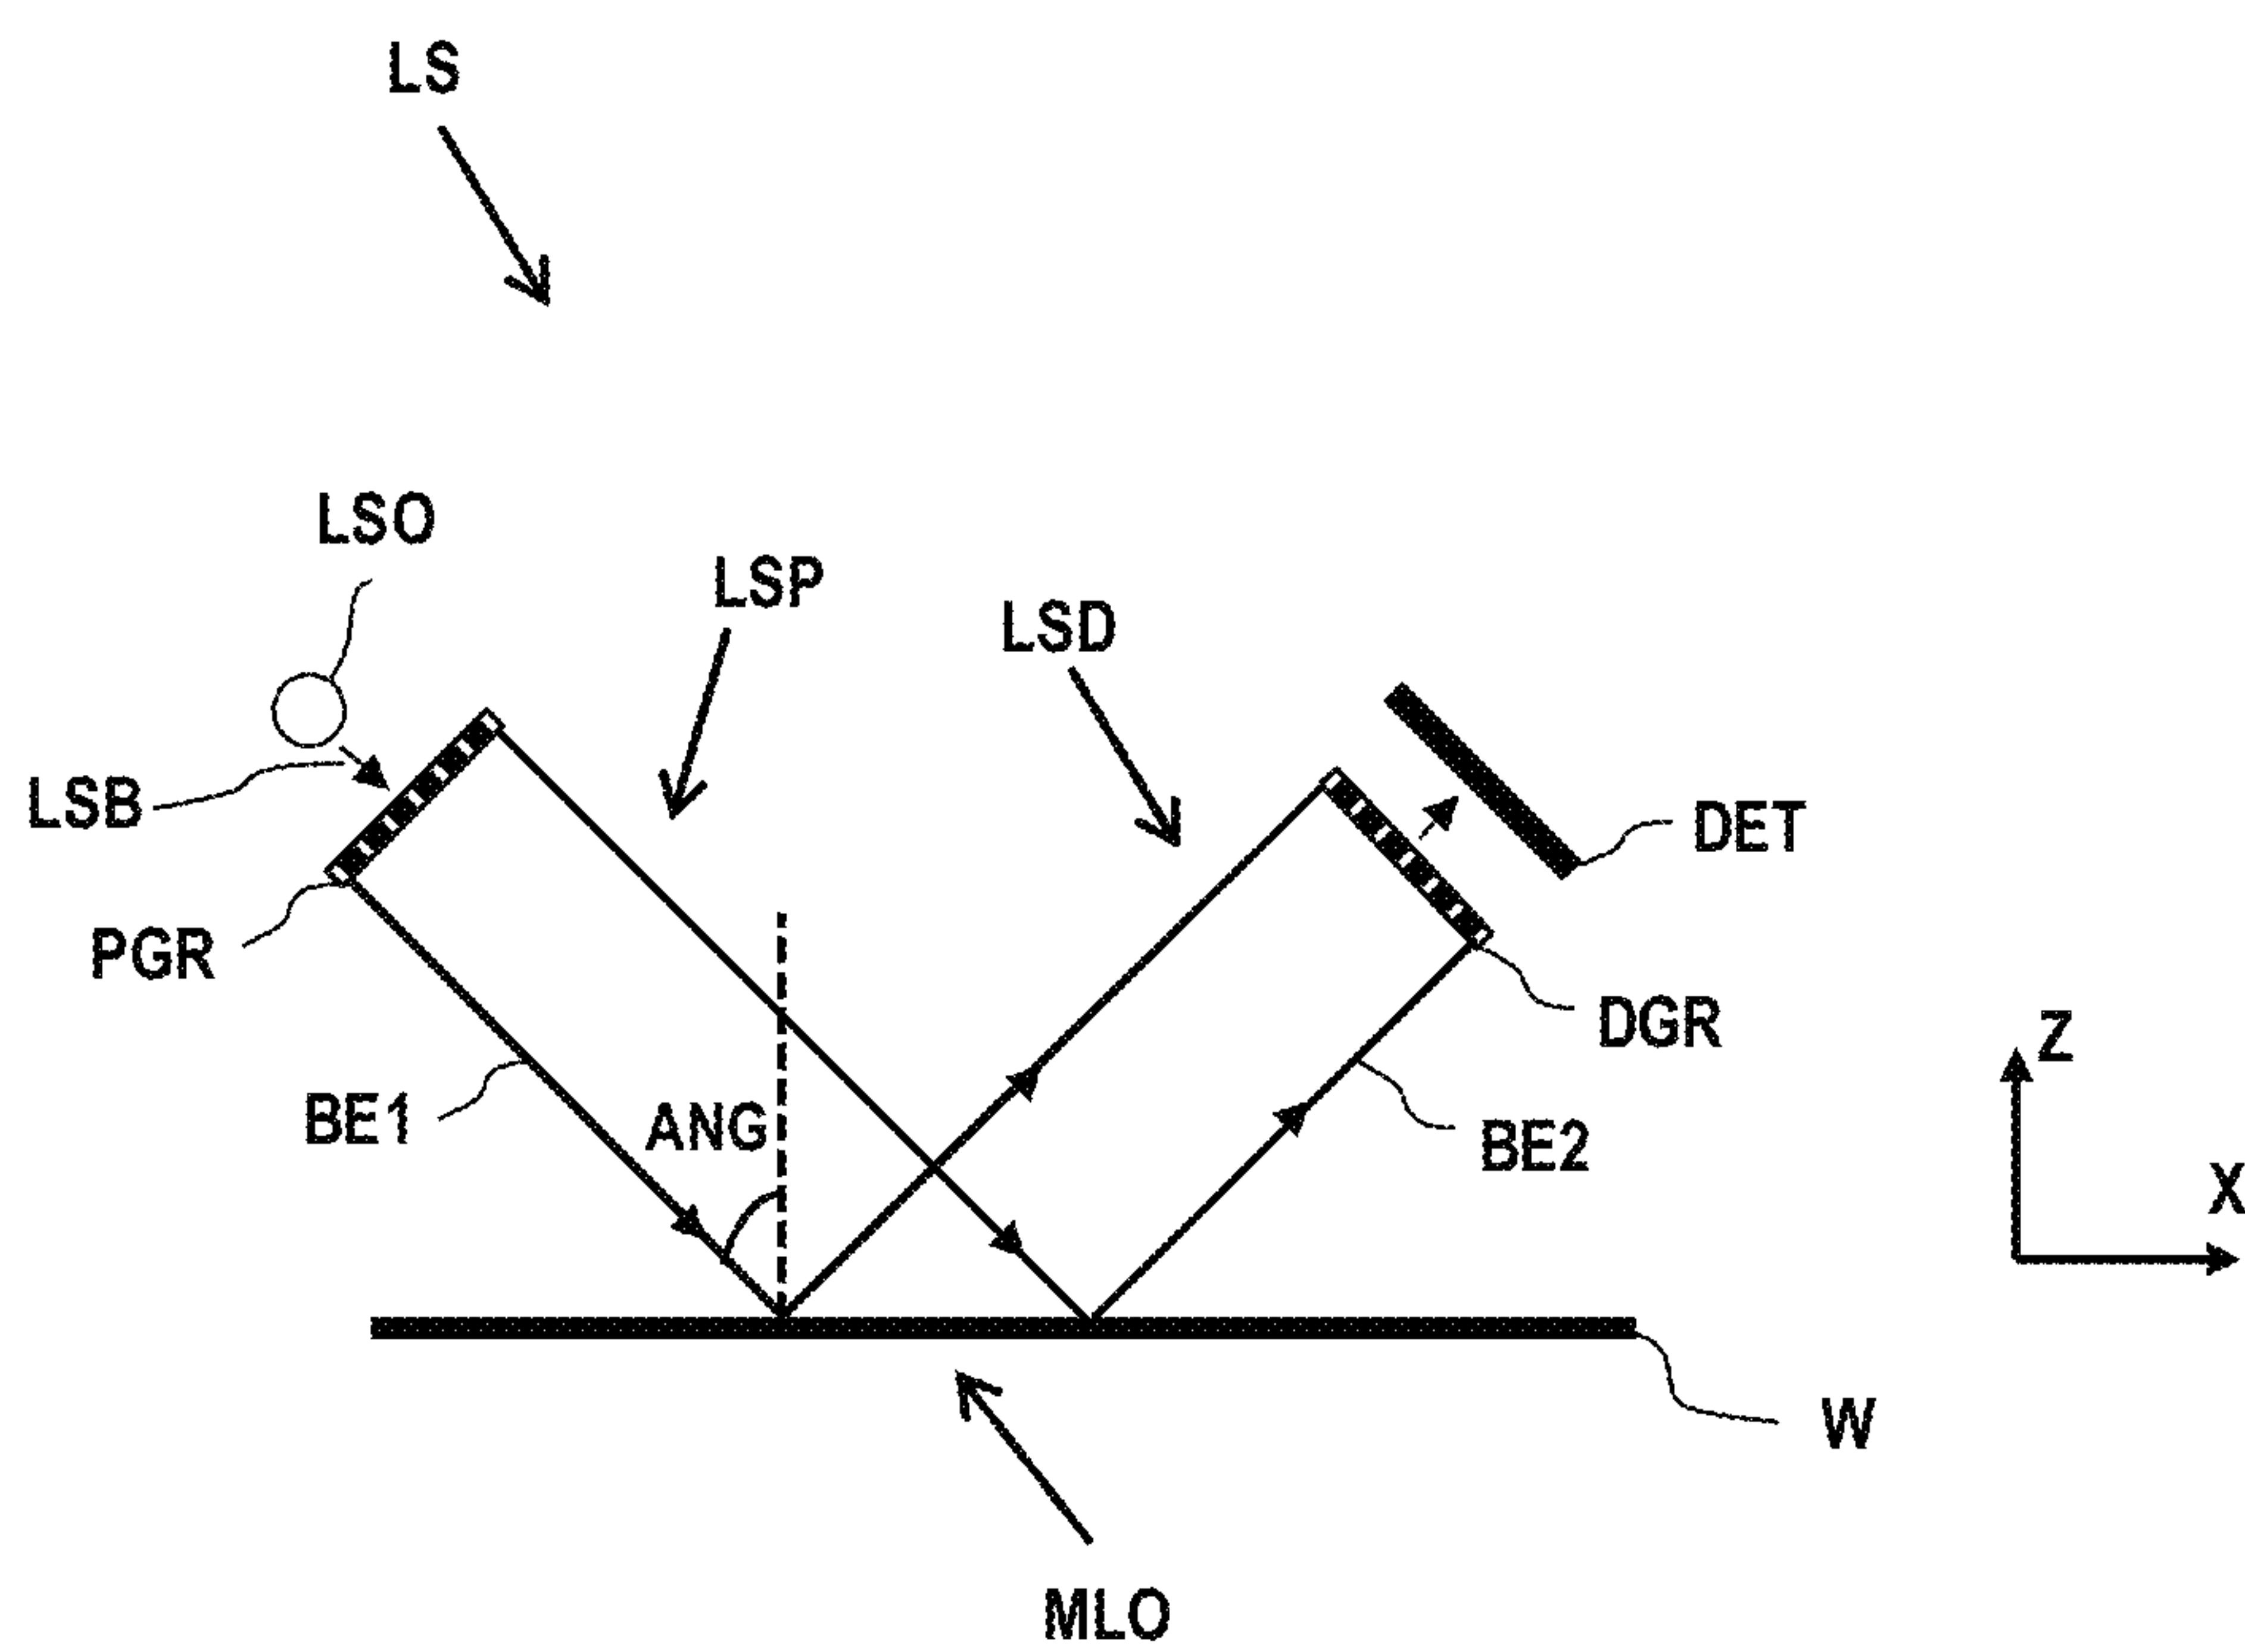 LS
LSO
LSP
LSD
LSB
DET
PGR
DGR
Z
BE1
ANG
BE2
X
W
MLO